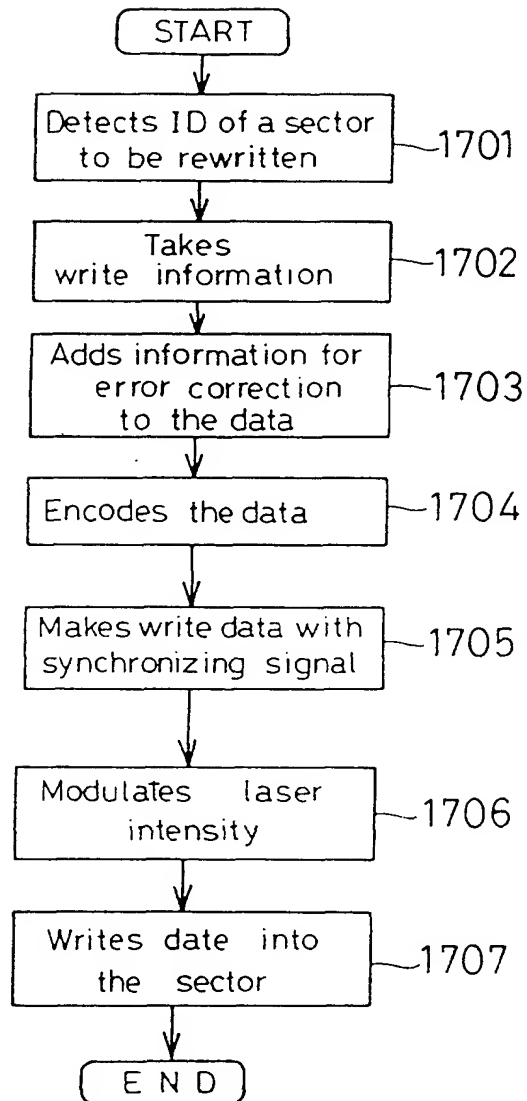 START
Detects ID of a sector
to be rewritten
1701
Takes
write information
1702
Adds information for
error correction
to the data
1703
Encodes the data
1704
Makes write data with
synchronizing signal
1705
Modulates laser
intensity
1706
Writes date into
the sector
1707
END